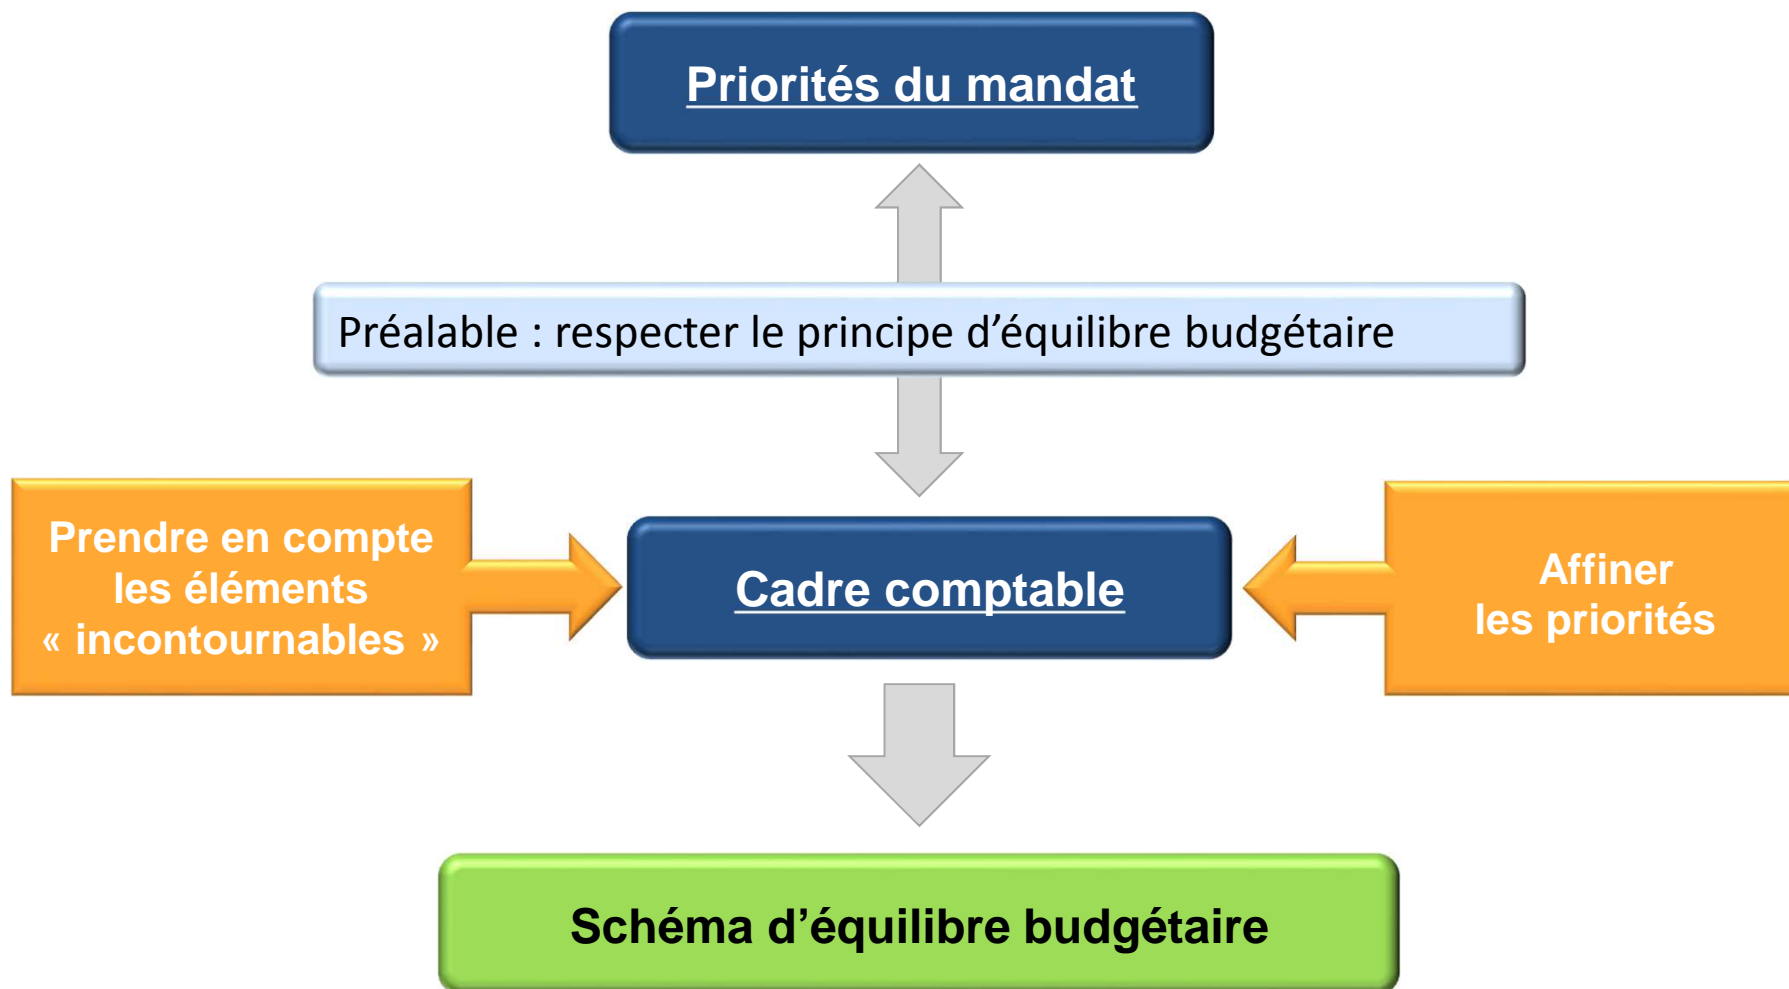 Priorités du mandat
Préalable : respecter le principe d’équilibre budgétaire
Prendre en compte
les éléments
« incontournables »
Cadre comptable
Affiner
les priorités
Schéma d’équilibre budgétaire